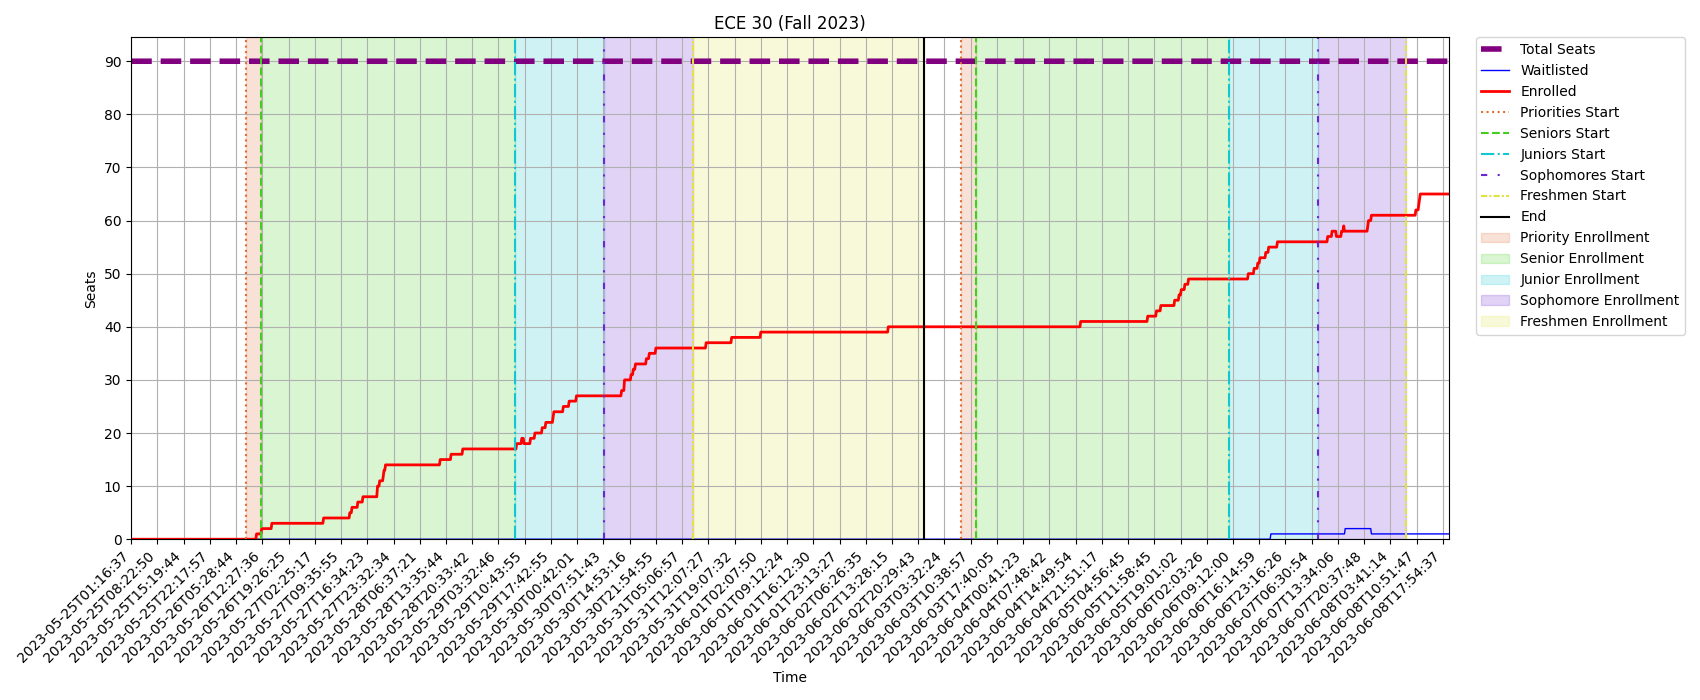 ECE 30 (Fall 2023)
Seats
90
80
70
60
50
40
30
20
10
0
2023-05-25T01:16:37
2023-05-25T08:22:50
2023-05-25T15:19:44
2023-05-25T22:17:57
2023-05-26T05:28:44
2023-05-26T12:27:36
2023-05-26T19:26:25
2023-05-27T02:25:17
2023-05-27T09:35:55
2023-05-27T16:34:23
2023-05-27T23:32:34
2023-05-28T06:37:21
2023-05-28T13:35:44
2023-05-28T20:33:42
2023-05-29T03:32:46
2023-05-29T10:43:55
2023-05-29T17:42:55
2023-05-30T00:42:01
2023-05-30T07:51:43
2023-05-30T14:53:16
2023-05-30T21:54:55
2023-05-31T05:06:57
2023-05-31T12:07:27
2023-05-31T19:07:32
2023-06-01T02:07:50
2023-06-01T09:12:24
2023-06-01T16:12:30
2023-06-01T23:13:27
2023-06-02T06:26:35
2023-06-02T13:28:15
2023-06-02T20:29:43
2023-06-03T03:32:24
2023-06-03T10:38:57
2023-06-03T17:40:05
2023-06-04T00:41:23
2023-06-04T07:48:42
2023-06-04T14:49:54
2023-06-04T21:51:17
2023-06-05T04:56:45
2023-06-05T11:58:45
2023-06-05T19:01:02
2023-06-06T02:03:26
2023-06-06T09:12:00
2023-06-06T16:14:59
2023-06-06T23:16:26
2023-06-07T06:30:54
2023-06-07T13:34:06
2023-06-07T20:37:48
2023-06-08T03:41:14
2023-06-08T10:51:47
2023-06-08T17:54:37
Time
Total Seats
Waitlisted
Enrolled
Priorities Start
Seniors Start
Juniors Start
Sophomores Start
Freshmen Start
End
Priority Enrollment
Senior Enrollment
Junior Enrollment
Sophomore Enrollment
Freshmen Enrollment